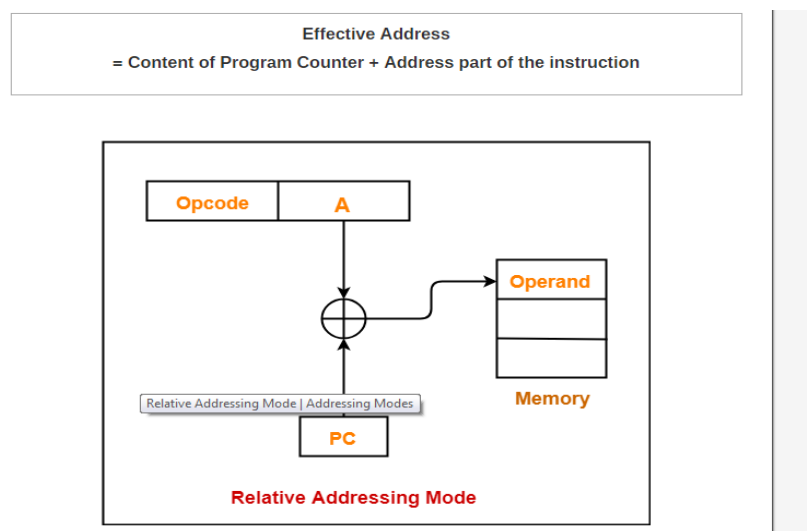 Effective Address
= Content of Program Counter + Address part of the instruction
Opcode
A
Operand
Relative Addressing Mode | Addressing Modes
Memory
PC
Relative Addressing Mode